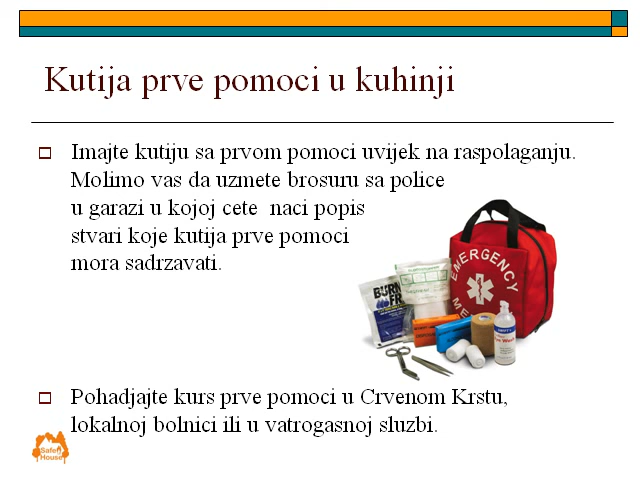 Kutija prve pomoci u kuhinji
Imajte kutiju sa prvom pomoci uvijek na raspolaganju.
Molimo vas da uzmete brosuru sa police
u garazi u kojoj cete naci popis
stvari koje kutija prve pomoci
mora sadrzavati.
EMERGENCY
BURN
Pohadjajte kurs prve pomoci u Crvenom Krstu,
lokalnoj bolnici ili u vatrogasnoj sluzbi.
Safe
House